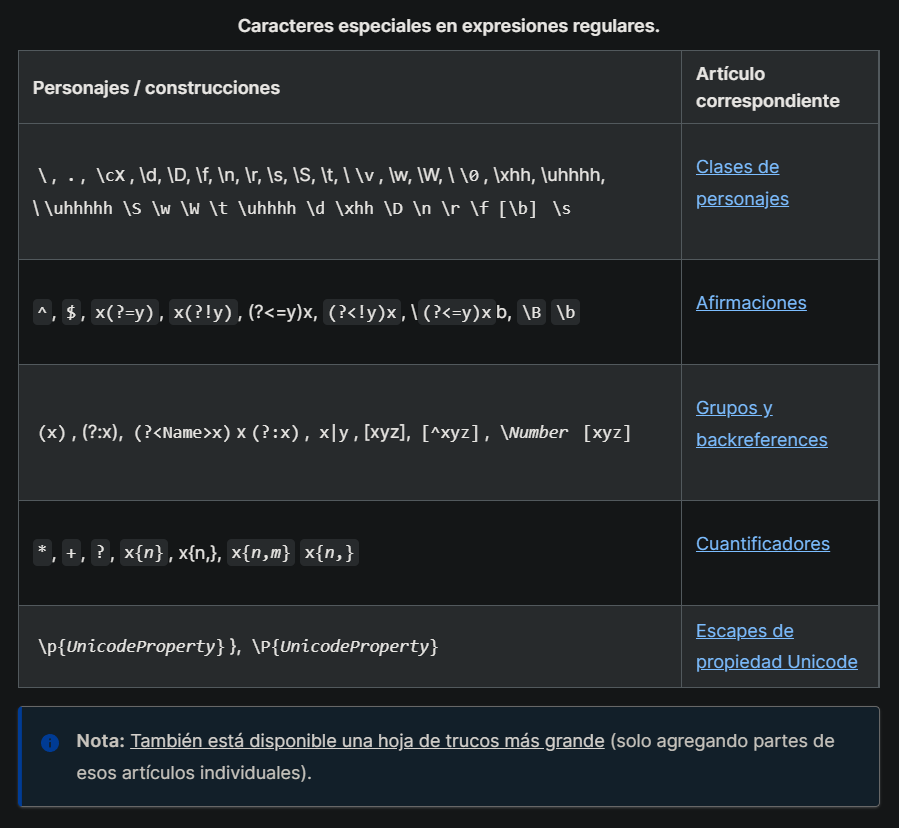 Caracteres especiales en expresiones regulares.
Personajes / construcciones
Artículo
correspondiente
\ , . , \cX , \d, \D, \f, \n, \r, \s, \S, \t, \ \v , \w, \W, \ \0 , \xhh, \uhhhh,
\ \uhhhhh \S \w \W \t \uhhhh \d \xhh \D \n \r \f [\b] \s
Clases de
personajes
^ , $ , x(?=y) , x(?!y) , (?<=y)x, (?<!y)x , \ (?<=y)x b, \B \b
Afirmaciones
(x) , (?:x), (?<Name>x) x (?:x) , x|y , [xyz], [^xyz] , \Number [xyz]
Grupos y
backreferences
* , + , ? , x{n} , x{n,}, x{n,m} x{n,}
Cuantificadores
\p{UnicodeProperty} }, \P{UnicodeProperty}
Escapes de
propiedad Unicode
Nota: También está disponible una hoja de trucos más grande (solo agregando partes de
esos artículos individuales).